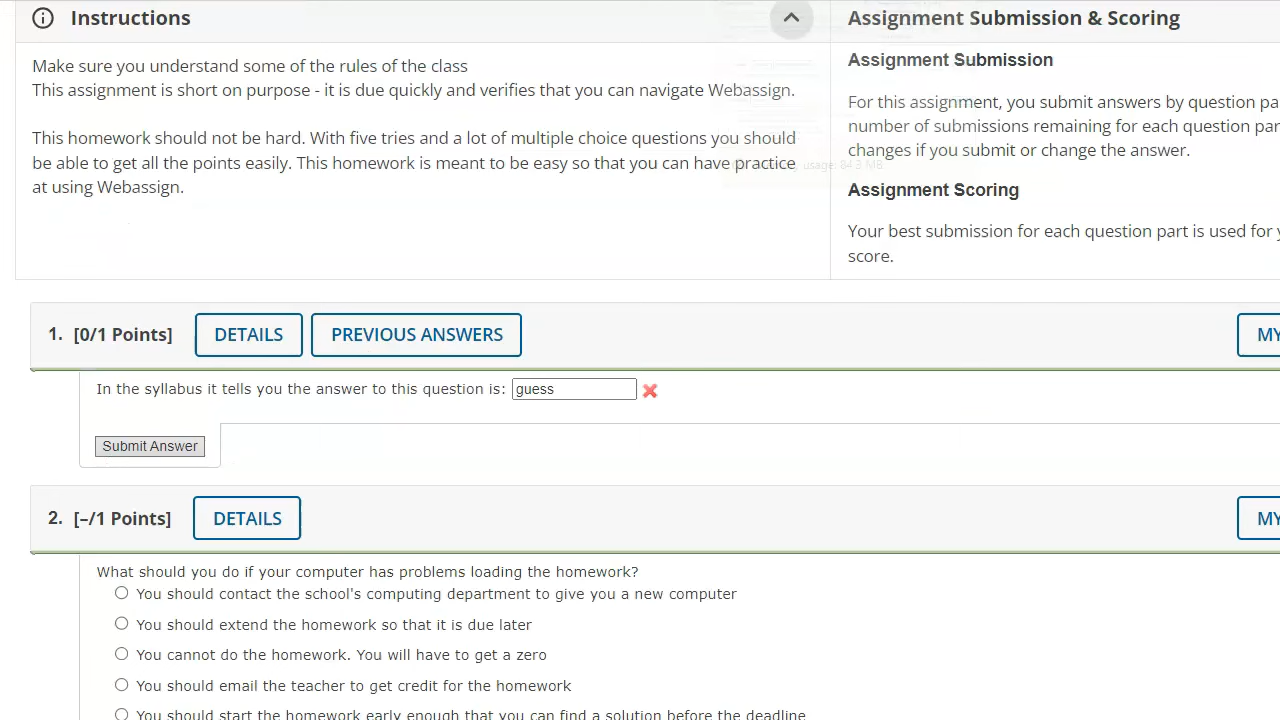 Instructions
Make sure you understand some of the rules of the class
This assignment is short on purpose - it is due quickly and verifies that you can navigate Webassign.
This homework should not be hard. With five tries and a lot of multiple choice questions you should
be able to get all the points easily. This homework is meant to be easy so that you can have practice
at using Webassign.
Assignment Submission & Scoring
Assignment Submission
For this assignment, you submit answers by question pa
number of submissions remaining for each question par
changes if you submit or change the answer.
usage: 84.3 MB
Assignment Scoring
Your best submission for each question part is used for y
score.
1. [0/1 Points] DETAILS PREVIOUS ANSWERS MY
In the syllabus it tells you the answer to this question is: guess
Submit Answer
2. [–/1 Points] DETAILS MY
What should you do if your computer has problems loading the homework?
You should contact the school's computing department to give you a new computer
You should extend the homework so that it is due later
You cannot do the homework. You will have to get a zero
You should email the teacher to get credit for the homework
You should start the homework early enough that you can find a solution before the deadline